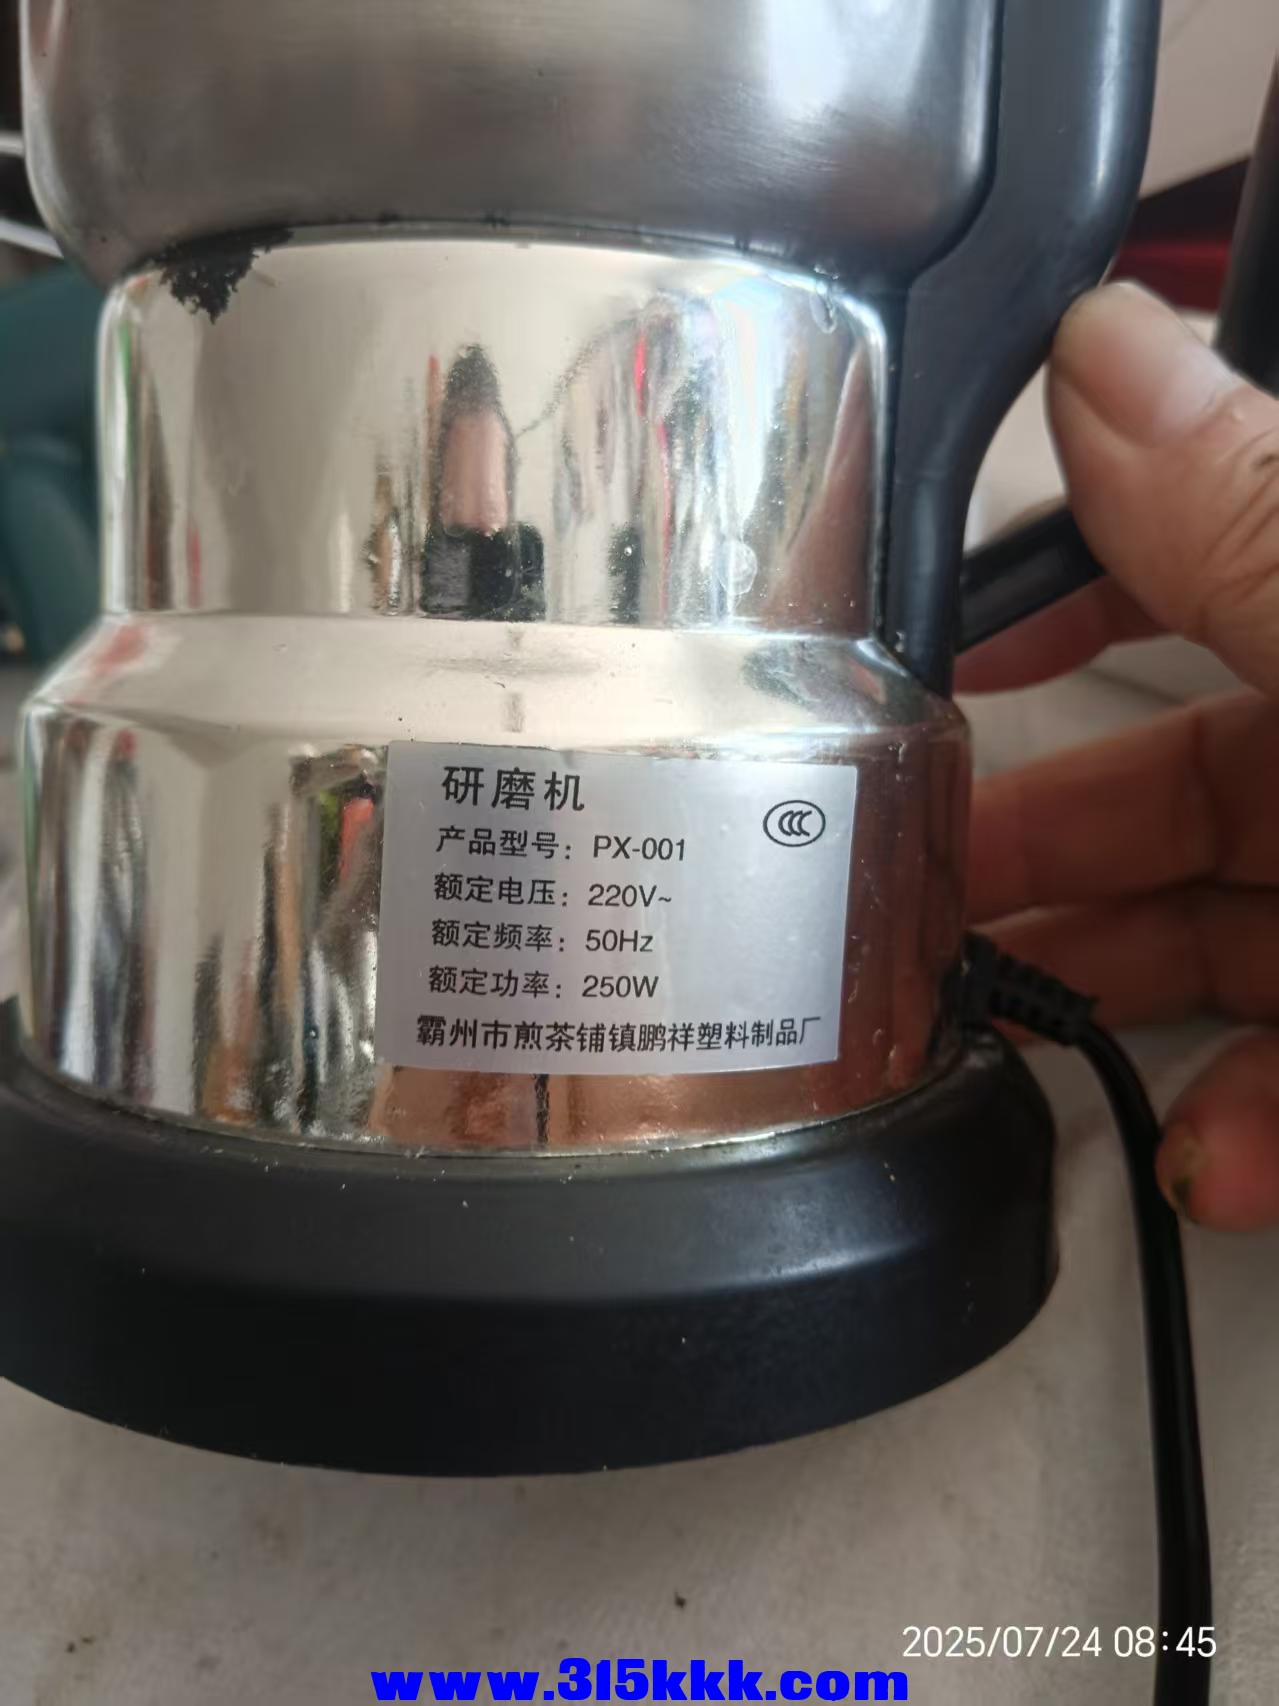 研磨机
产品型号：PX-001
额定电压：220V~
额定频率：50Hz
额定功率：250W
霸州市煎茶铺镇鹏祥塑料制品厂
2025/07/24 08:45
www.315kkk.com